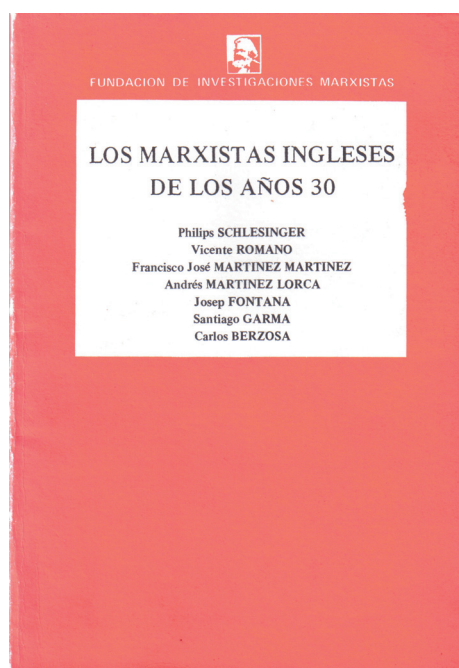 FUNDACION DE INVESTIGACIONES MARXISTAS
LOS MARXISTAS INGLESES
DE LOS AÑOS 30
Philips SCHLESINGER
Vicente ROMANO
Francisco José MARTINEZ MARTINEZ
Andrés MARTINEZ LORCA
Josep FONTANA
Santiago GARMA
Carlos BERZOSA